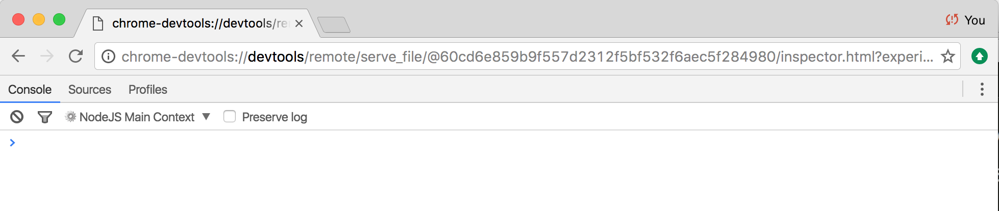 chrome-devtools://devtools/re
You
chrome-devtools://devtools/remote/serve_file/@60cd6e859b9f557d2312f5bf532f6aec5f284980/inspector.html?experi...
Console Sources Profiles
NodeJS Main Context Preserve log